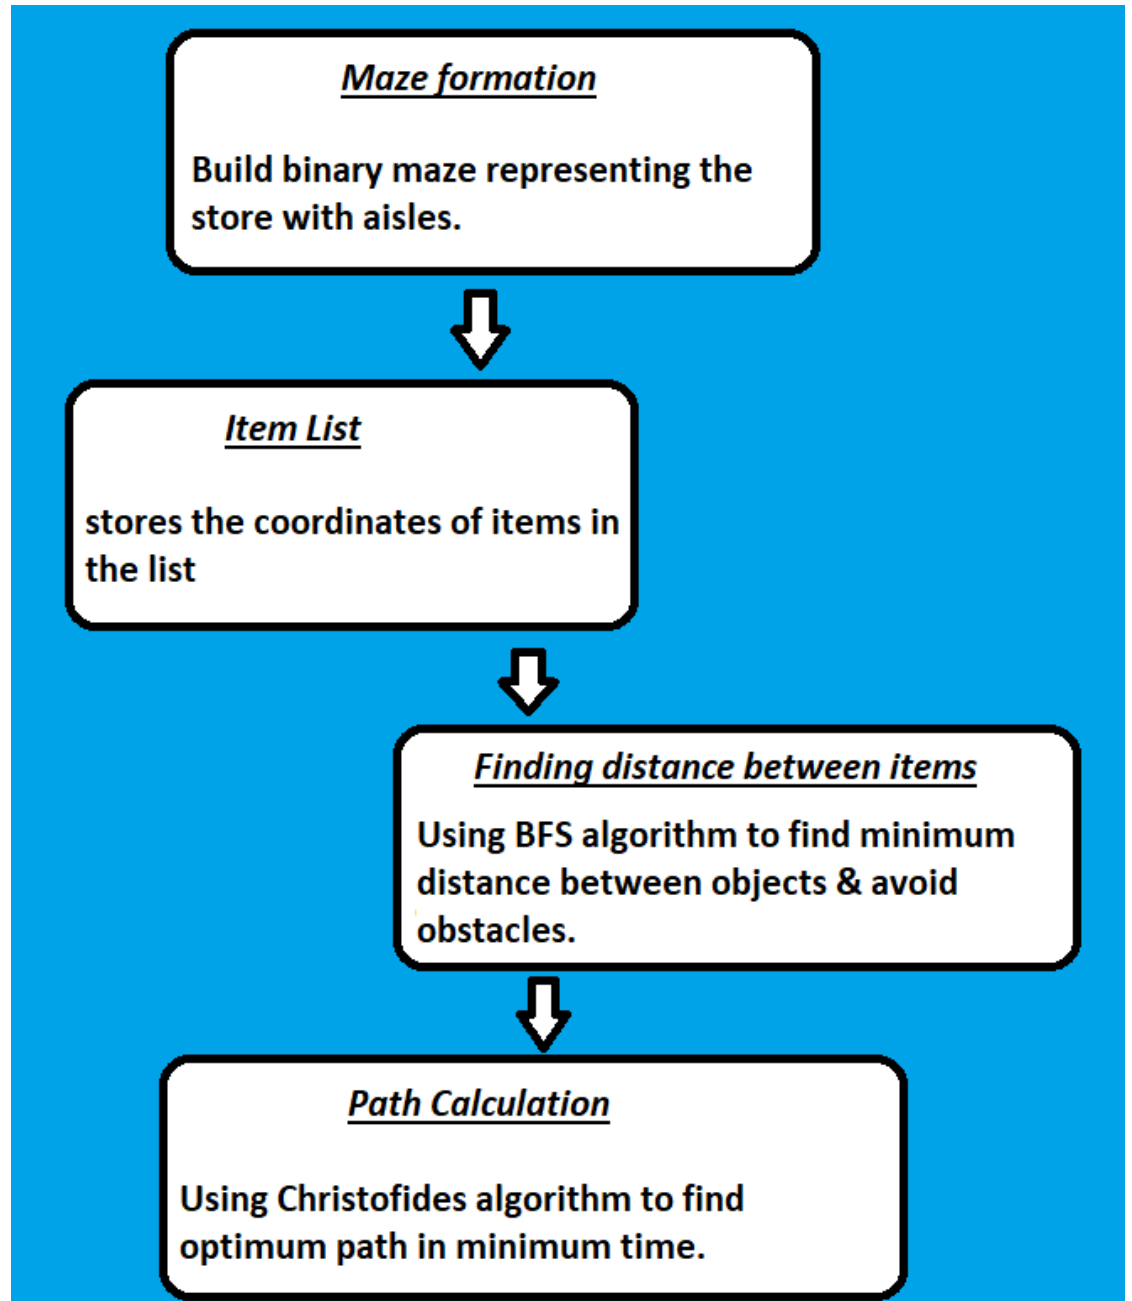 Maze formation
Build binary maze representing the
store with aisles.
Item List
stores the coordinates of items in
the list
Finding distance between items
Using BFS algorithm to find minimum
distance between objects & avoid
obstacles.
Path Calculation
Using Christofides algorithm to find
optimum path in minimum time.